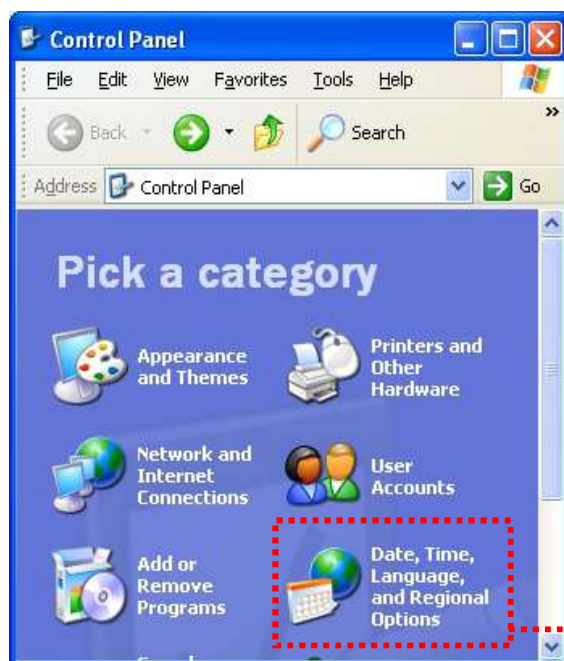 Control Panel
File Edit View Favorites Tools Help
Back Search »
Address Control Panel Go
Pick a category
Appearance
and Themes
Printers and
Other
Hardware
Network and
Internet
Connections
User
Accounts
Add or
Remove
Programs
Date, Time,
Language,
and Regional
Options